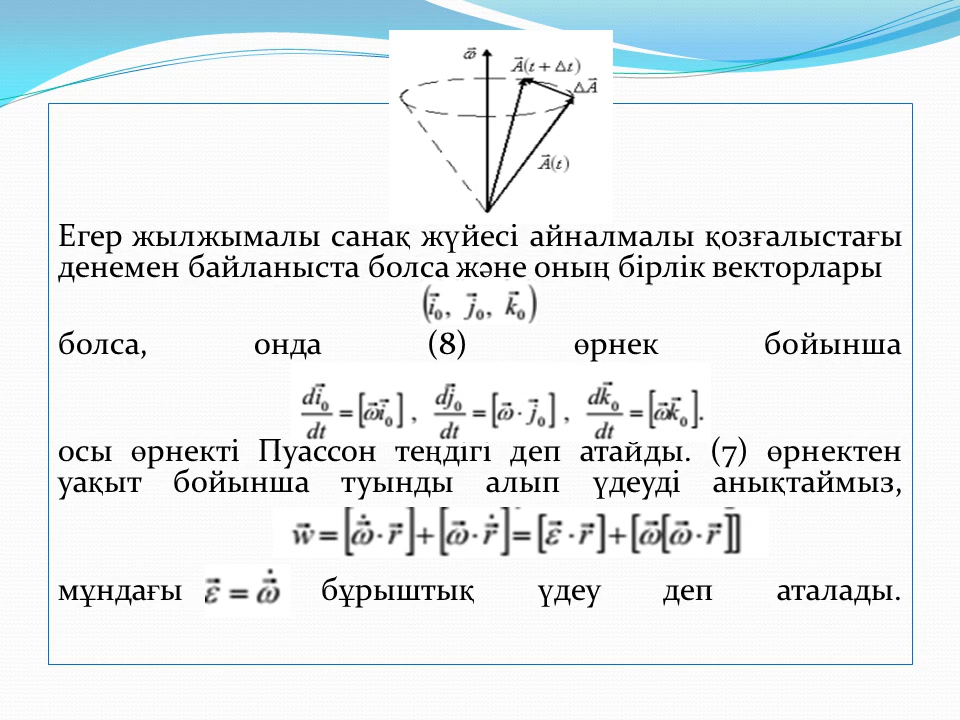 ω⃗
A⃗(t + △t)
△A⃗
A⃗(t)
Егер жылжымалы санақ жүйесі айналмалы қозғалыстағы
денемен байланыста болса және оның бірлік векторлары
(i⃗₀, j⃗₀, k⃗₀)
болса, онда (8) өрнек бойынша
di⃗₀/dt = [ω⃗i⃗₀] , dj⃗₀/dt = [ω⃗ · j⃗₀] , dk⃗₀/dt = [ω⃗k⃗₀].
осы өрнекті Пуассон теңдігі деп атайды. (7) өрнектен
уақыт бойынша туынды алып үдеуді анықтаймыз,
w⃗ = [ω⃗̇ · r⃗] + [ω⃗ · r⃗̇] = [ε⃗ · r⃗] + [ω⃗[ω⃗ · r⃗]]
мұндағы ε⃗ = ω⃗̇ бұрыштық үдеу деп аталады.